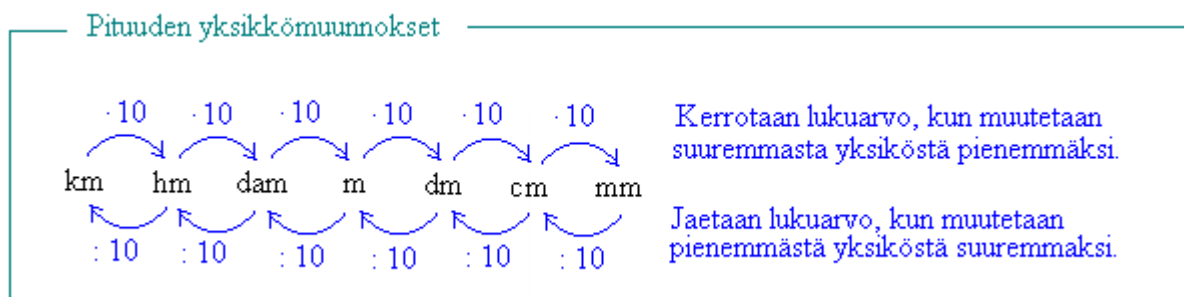 Pituuden yksikkömuunnokset
· 10 · 10 · 10 · 10 · 10 · 10
km hm dam m dm cm mm
: 10 : 10 : 10 : 10 : 10 : 10
Kerrotaan lukuarvo, kun muutetaan
suuremmasta yksiköstä pienemmäksi.
Jaetaan lukuarvo, kun muutetaan
pienemmästä yksiköstä suuremmaksi.